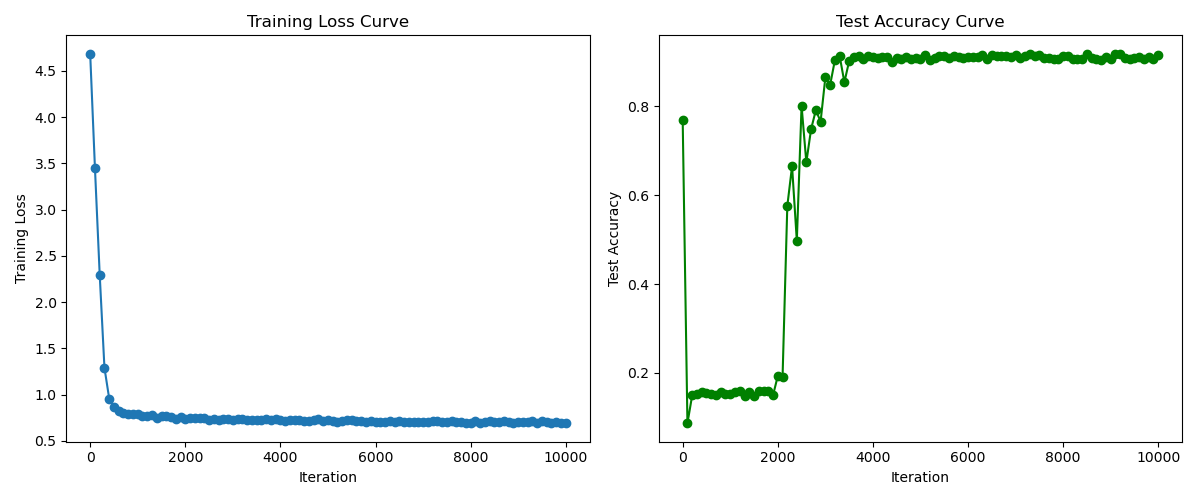 Training Loss Curve
Training Loss
4.5
4.0
3.5
3.0
2.5
2.0
1.5
1.0
0.5
0 2000 4000 6000 8000 10000
Iteration
Test Accuracy Curve
Test Accuracy
0.8
0.6
0.4
0.2
0 2000 4000 6000 8000 10000
Iteration